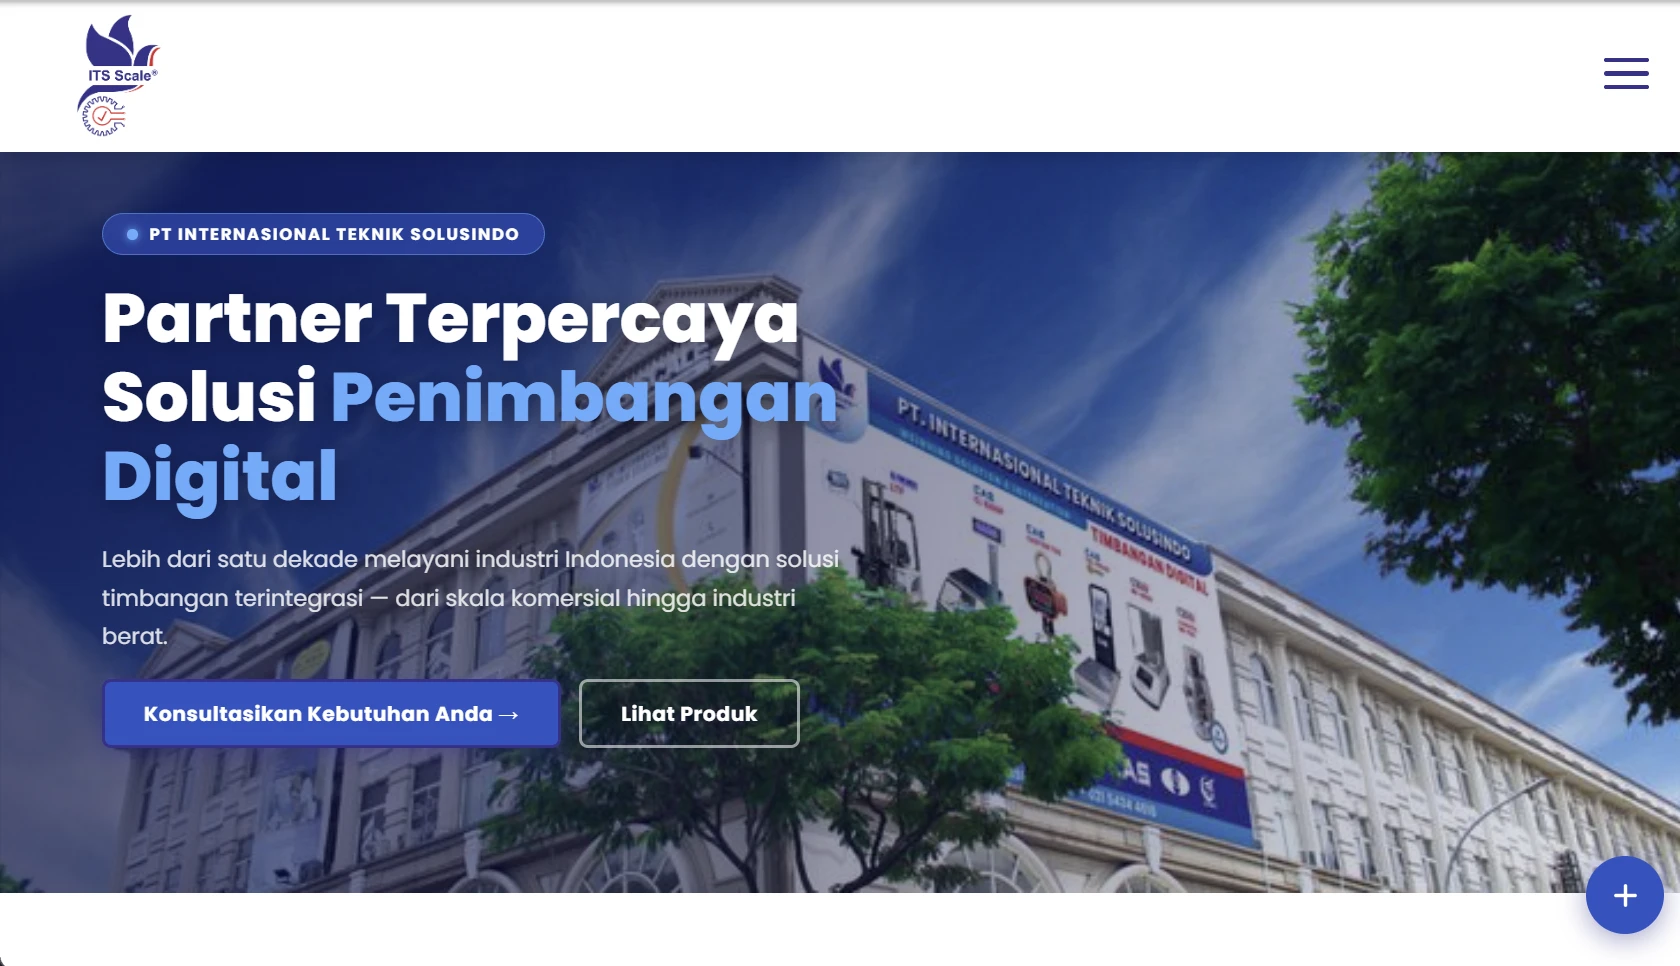 ITS Scale®
PT INTERNASIONAL TEKNIK SOLUSINDO
Partner Terpercaya
Solusi Penimbangan
Digital
PT. INTERNASIONAL TEKNIK SOLUSINDO
TIMBANGAN DIGITAL
Lebih dari satu dekade melayani industri Indonesia dengan solusi
timbangan terintegrasi — dari skala komersial hingga industri
berat.
Konsultasikan Kebutuhan Anda →
Lihat Produk